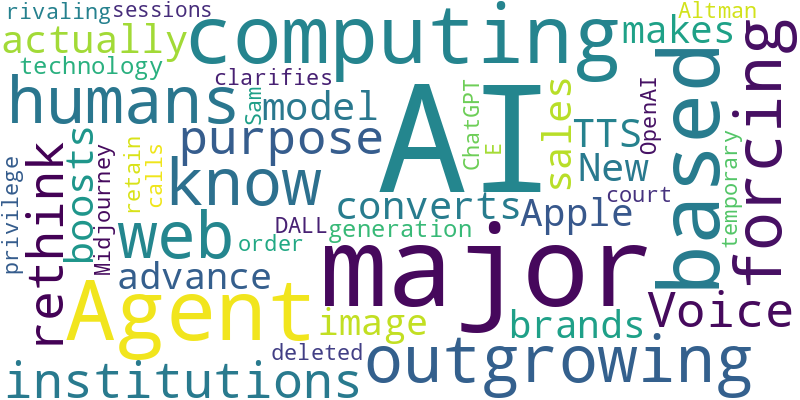 rivaling
sessions
Altman
actually
computing
makes
technology
clarifies
humans
Sam
model
ChatGPT
E
sales
OpenAI
based
forcing
AI
purpose
TTS
boosts
retain
calls
know
New
temporary
rethink
privilege
Midjourney
web
converts
Apple
court
DALL
generation
order
major
advance
Agent
image
brands
Voice
deleted
outgrowing
institutions